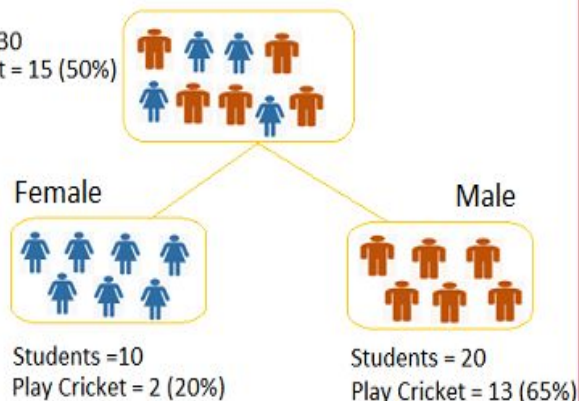 30
t = 15 (50%)
Female
Male
Students =10
Play Cricket = 2 (20%)
Students = 20
Play Cricket = 13 (65%)